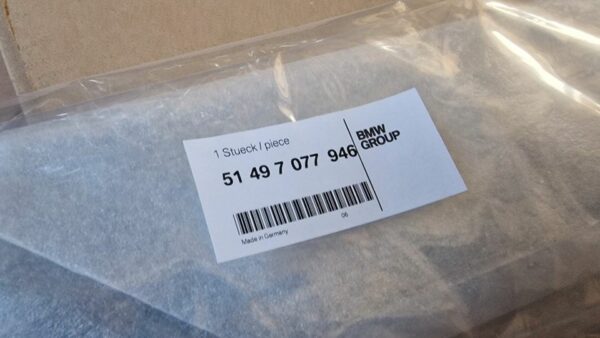 1 Stueck / piece
51 49 7 077 946
BMW
GROUP
06
Made in Germany